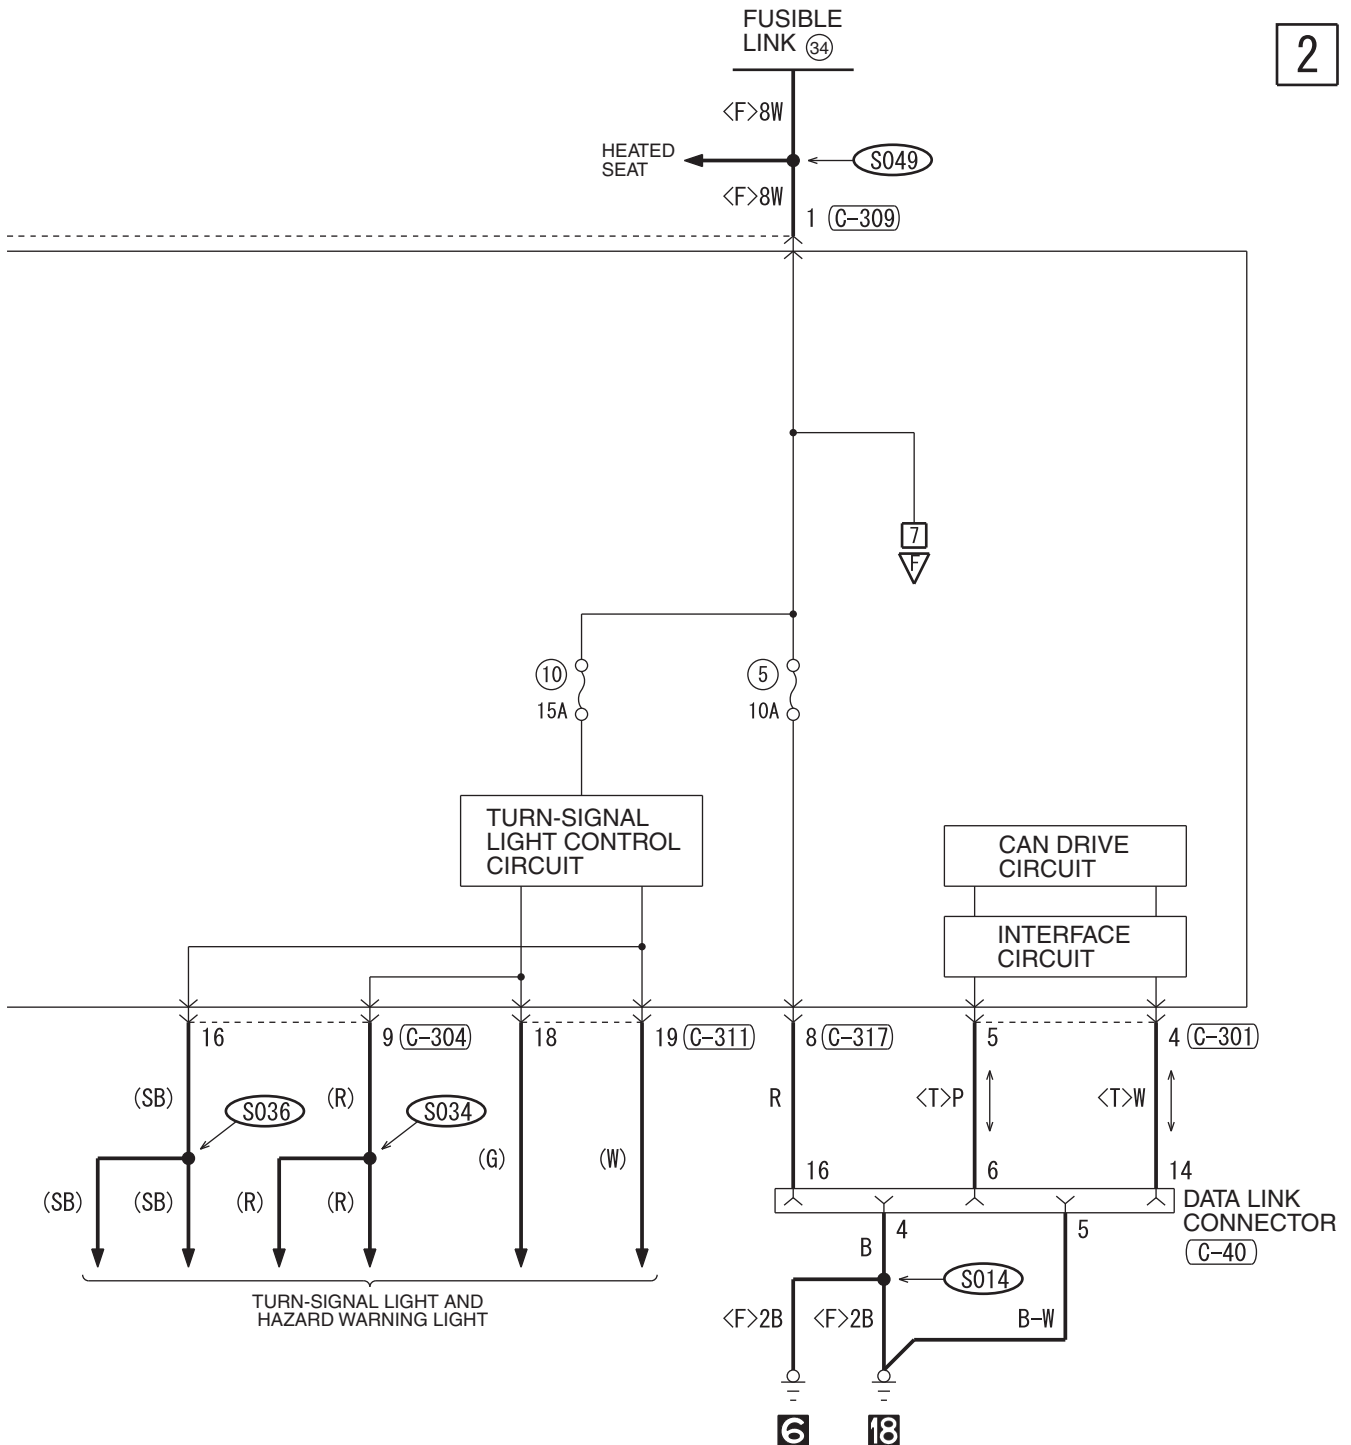 FUSIBLE
LINK 34
2
<F>8W
HEATED
SEAT
S049
<F>8W
1 C-309
7
F
10
15A
5
10A
TURN-SIGNAL
LIGHT CONTROL
CIRCUIT
CAN DRIVE
CIRCUIT
INTERFACE
CIRCUIT
16 9 C-304 18 19 C-311 8 C-317 5 4 C-301
(SB) S036 (R) S034 R <T>P <T>W
(G) (W)
16 6 14
(SB) (SB) (R) (R)
DATA LINK
CONNECTOR
C-40
4 5
B
S014
TURN-SIGNAL LIGHT AND
HAZARD WARNING LIGHT
<F>2B <F>2B B-W
6 18